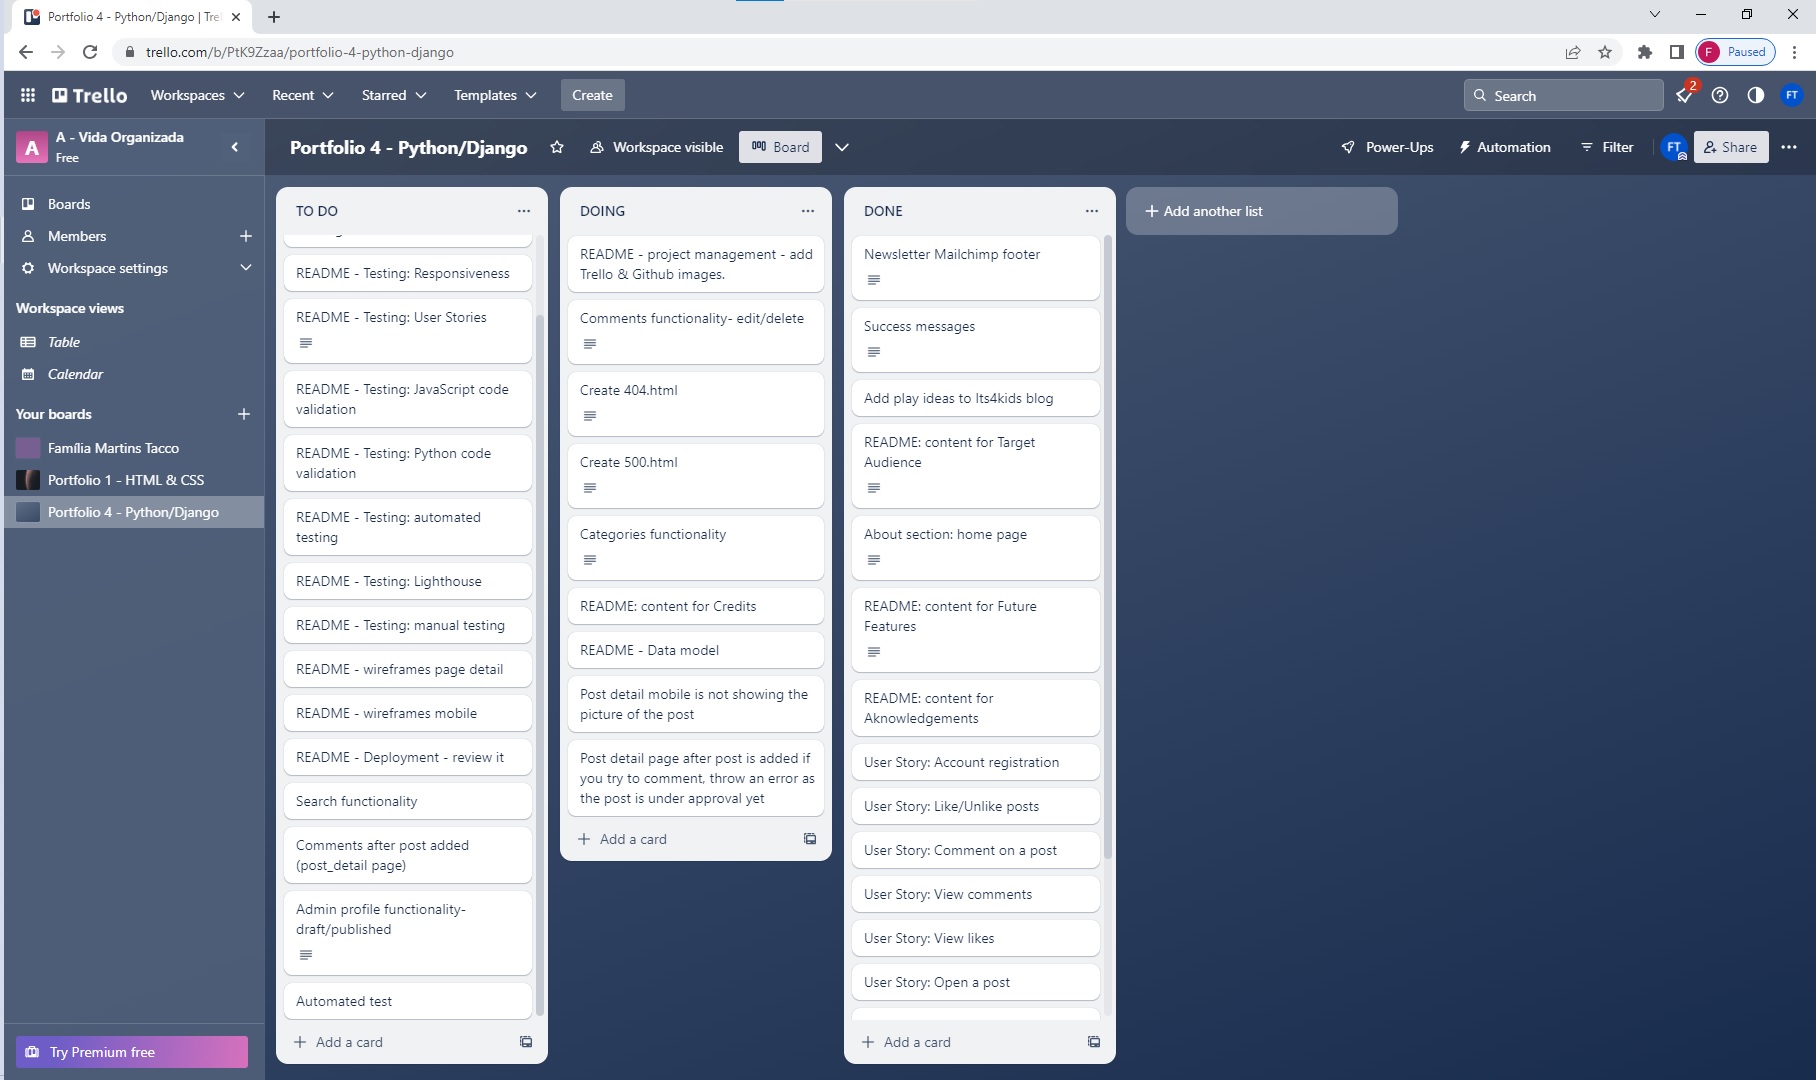 Portfolio 4 - Python/Django | Tre
trello.com/b/PtK9Zzaa/portfolio-4-python-django
F Paused
Trello Workspaces Recent Starred Templates Create
Search
2
FT
A
A - Vida Organizada
Free
Portfolio 4 - Python/Django Workspace visible Board
Power-Ups Automation Filter FT Share
Boards
Members
Workspace settings
Workspace views
Table
Calendar
Your boards
Família Martins Tacco
Portfolio 1 - HTML & CSS
Portfolio 4 - Python/Django
Try Premium free
TO DO
README - Testing: Responsiveness
README - Testing: User Stories
README - Testing: JavaScript code
validation
README - Testing: Python code
validation
README - Testing: automated
testing
README - Testing: Lighthouse
README - Testing: manual testing
README - wireframes page detail
README - wireframes mobile
README - Deployment - review it
Search functionality
Comments after post added
(post_detail page)
Admin profile functionality-
draft/published
Automated test
Add a card
DOING
README - project management - add
Trello & Github images.
Comments functionality- edit/delete
Create 404.html
Create 500.html
Categories functionality
README: content for Credits
README - Data model
Post detail mobile is not showing the
picture of the post
Post detail page after post is added if
you try to comment, throw an error as
the post is under approval yet
Add a card
DONE
Newsletter Mailchimp footer
Success messages
Add play ideas to Its4kids blog
README: content for Target
Audience
About section: home page
README: content for Future
Features
README: content for
Aknowledgements
User Story: Account registration
User Story: Like/Unlike posts
User Story: Comment on a post
User Story: View comments
User Story: View likes
User Story: Open a post
Add a card
Add another list